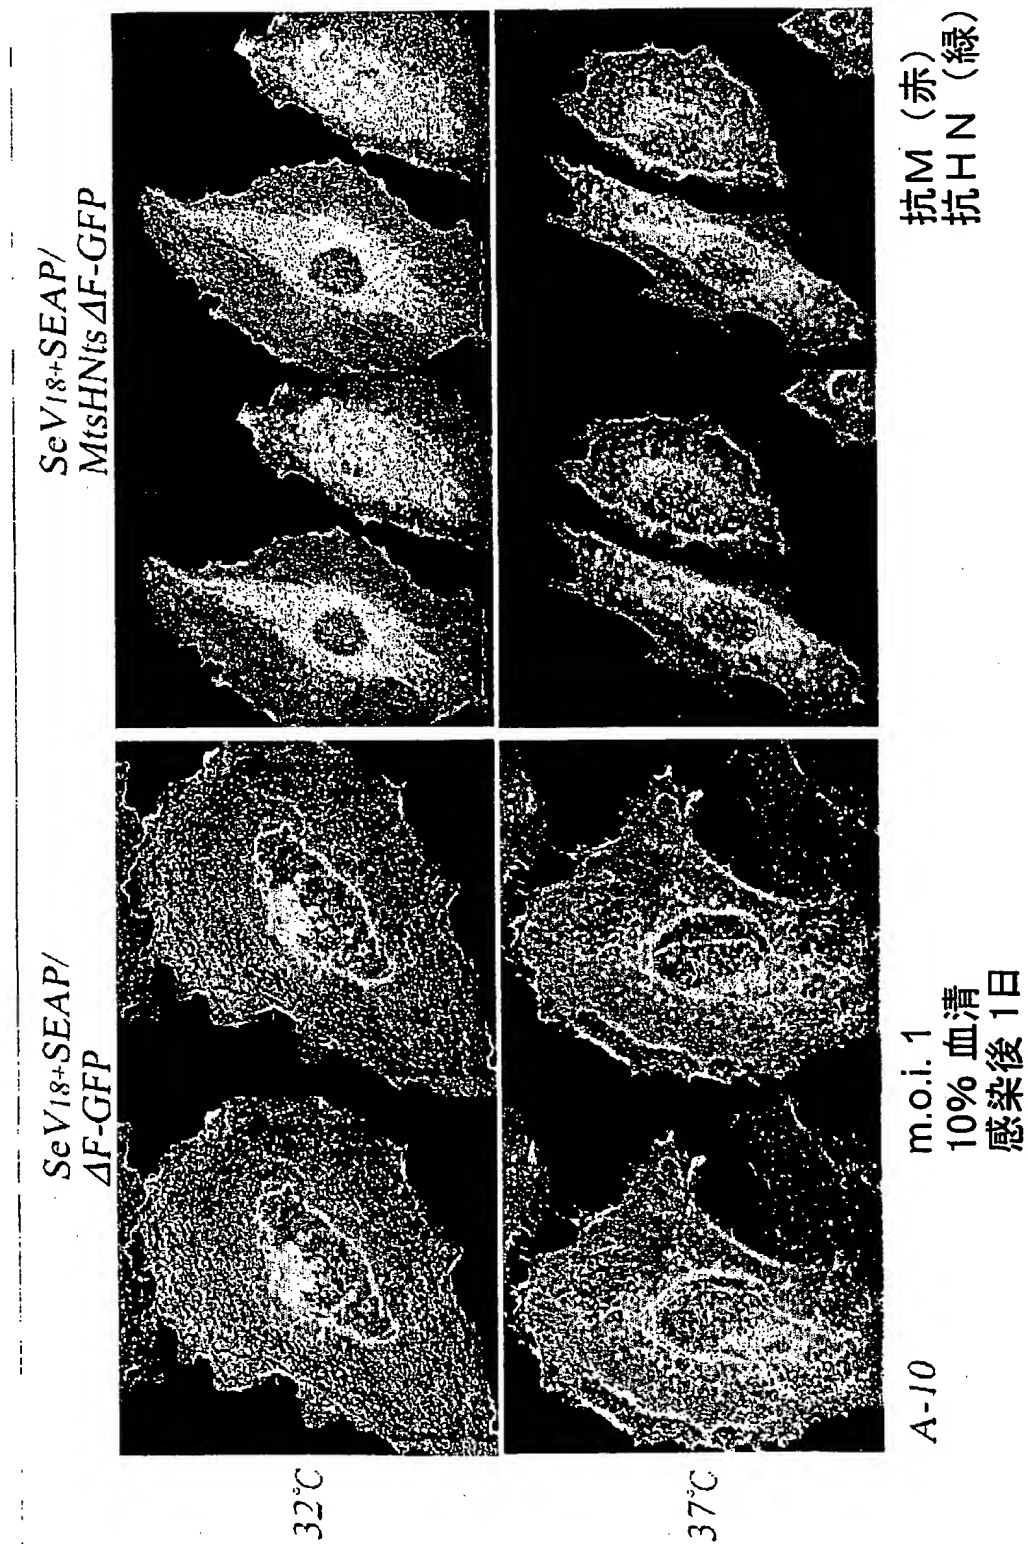 SeV18+SEAP/
ΔF-GFP
SeV18+SEAP/
MtsHNtsΔF-GFP
32°C
37°C
A-10
m.o.i. 1
10% 血清
感染後 1日
抗M（赤）
抗HN（緑）